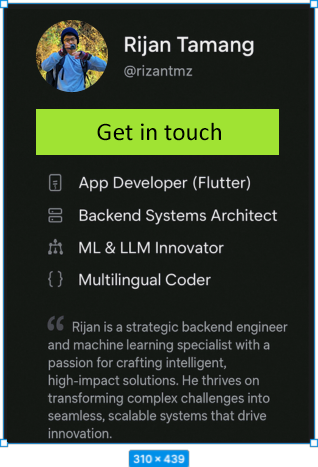 Rijan Tamang
@rizantmz
Get in touch
App Developer (Flutter)
Backend Systems Architect
ML & LLM Innovator
Multilingual Coder
“ Rijan is a strategic backend engineer
and machine learning specialist with a
passion for crafting intelligent,
high-impact solutions. He thrives on
transforming complex challenges into
seamless, scalable systems that drive
innovation.
310 × 439